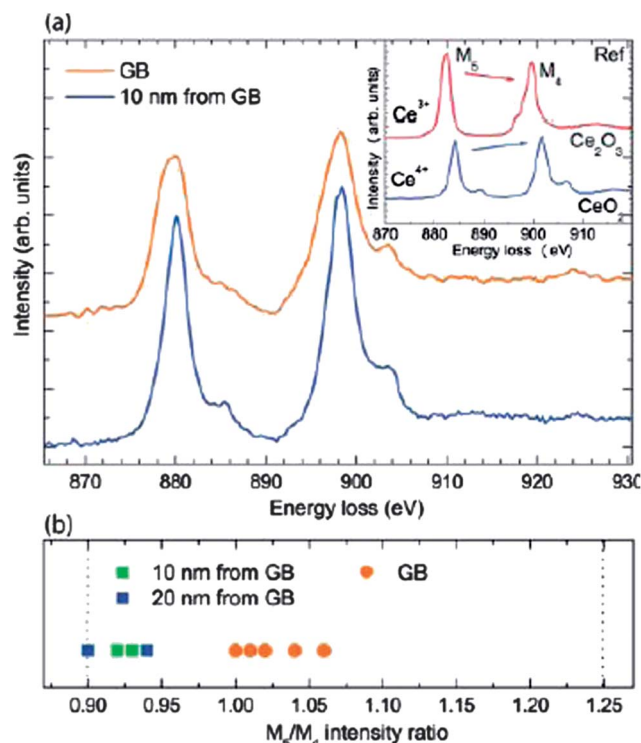 (a)
GB
10 nm from GB
Intensity (arb. units)
870 880 890 900 910 920 930
Energy loss (eV)
Ref
M5
M4
Ce3+
Ce2O3
Ce4+
CeO2
Intensity (arb. units)
870 880 890 900 910
Energy loss (eV)
(b)
10 nm from GB
20 nm from GB
GB
0.90 0.95 1.00 1.05 1.10 1.15 1.20 1.25
M5/M4 intensity ratio